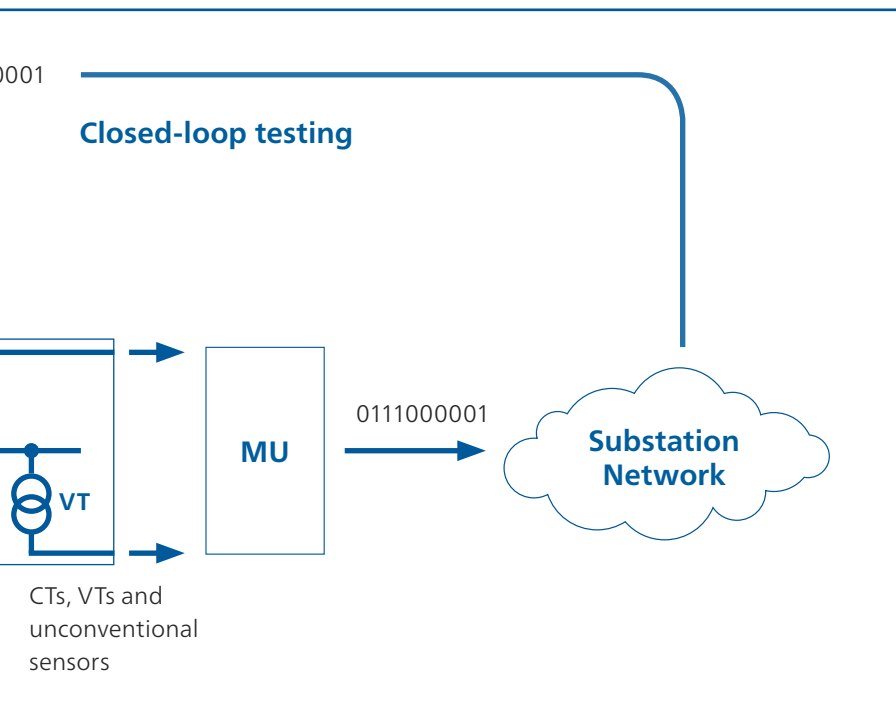 0001
Closed-loop testing
0111000001
MU
Substation
Network
VT
CTs, VTs and
unconventional
sensors